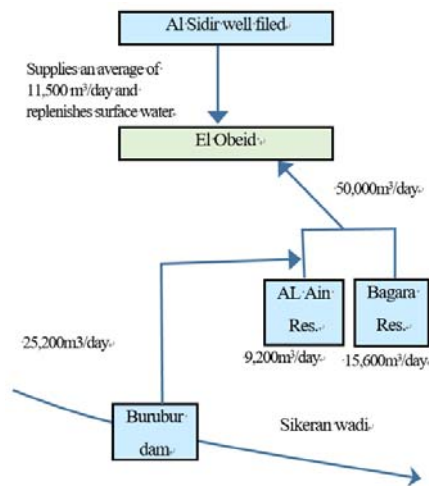 Al Sidir well filed
Supplies an average of
11,500 m³/day and
replenishes surface water
El Obeid
50,000m³/day
AL Ain
Res.
Bagara
Res.
25,200m3/day
9,200m³/day
15,600m³/day
Burubur
dam
Sikeran wadi